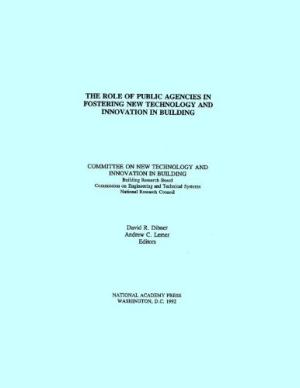 THE ROLE OF PUBLIC AGENCIES IN
FOSTERING NEW TECHNOLOGY AND
INNOVATION IN BUILDING
COMMITTEE ON NEW TECHNOLOGY AND
INNOVATION IN BUILDING
Building Research Board
Commission on Engineering and Technical Systems
National Research Council
David R. Dibner
Andrew C. Lemer
Editors
NATIONAL ACADEMY PRESS
WASHINGTON, D.C. 1992